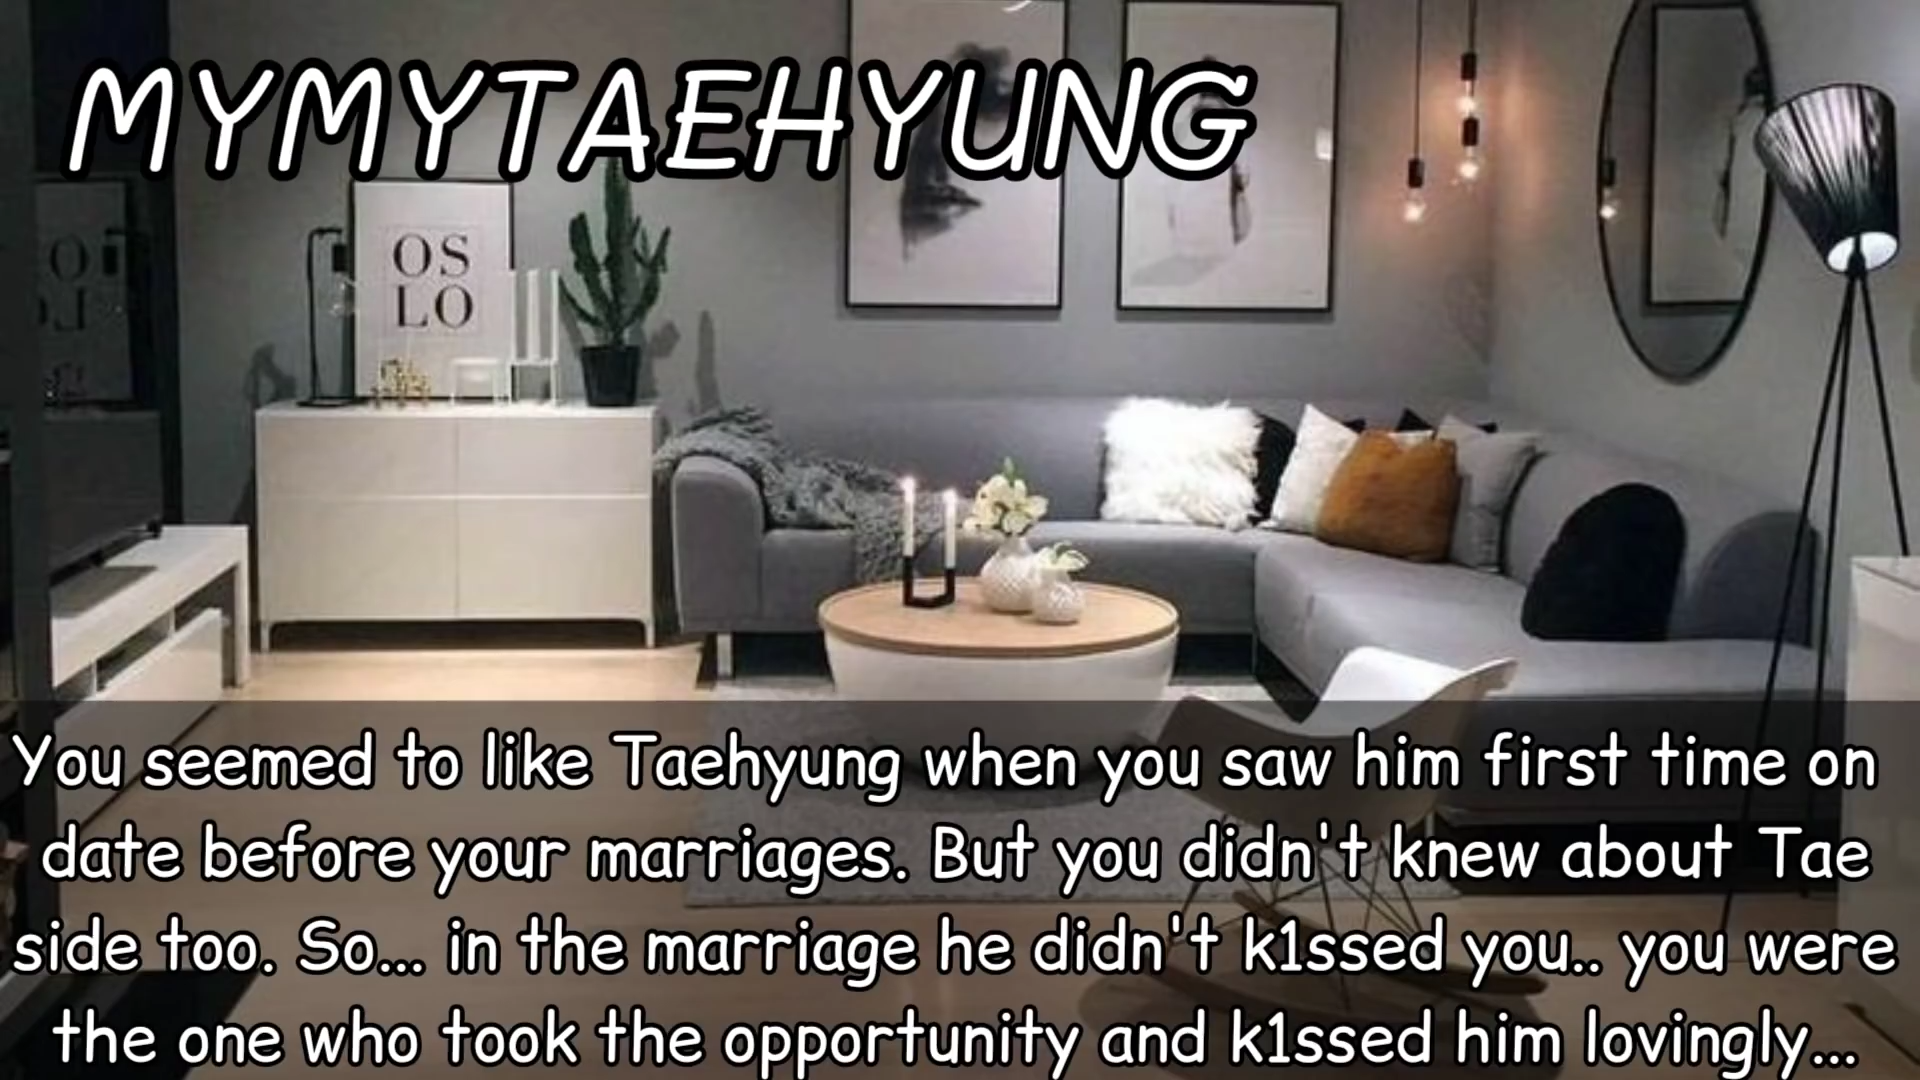 MYMYTAEHYUNG
OS
LO
You seemed to like Taehyung when you saw him first time on
date before your marriages. But you didn't knew about Tae
side too. So... in the marriage he didn't k1ssed you.. you were
the one who took the opportunity and k1ssed him lovingly...